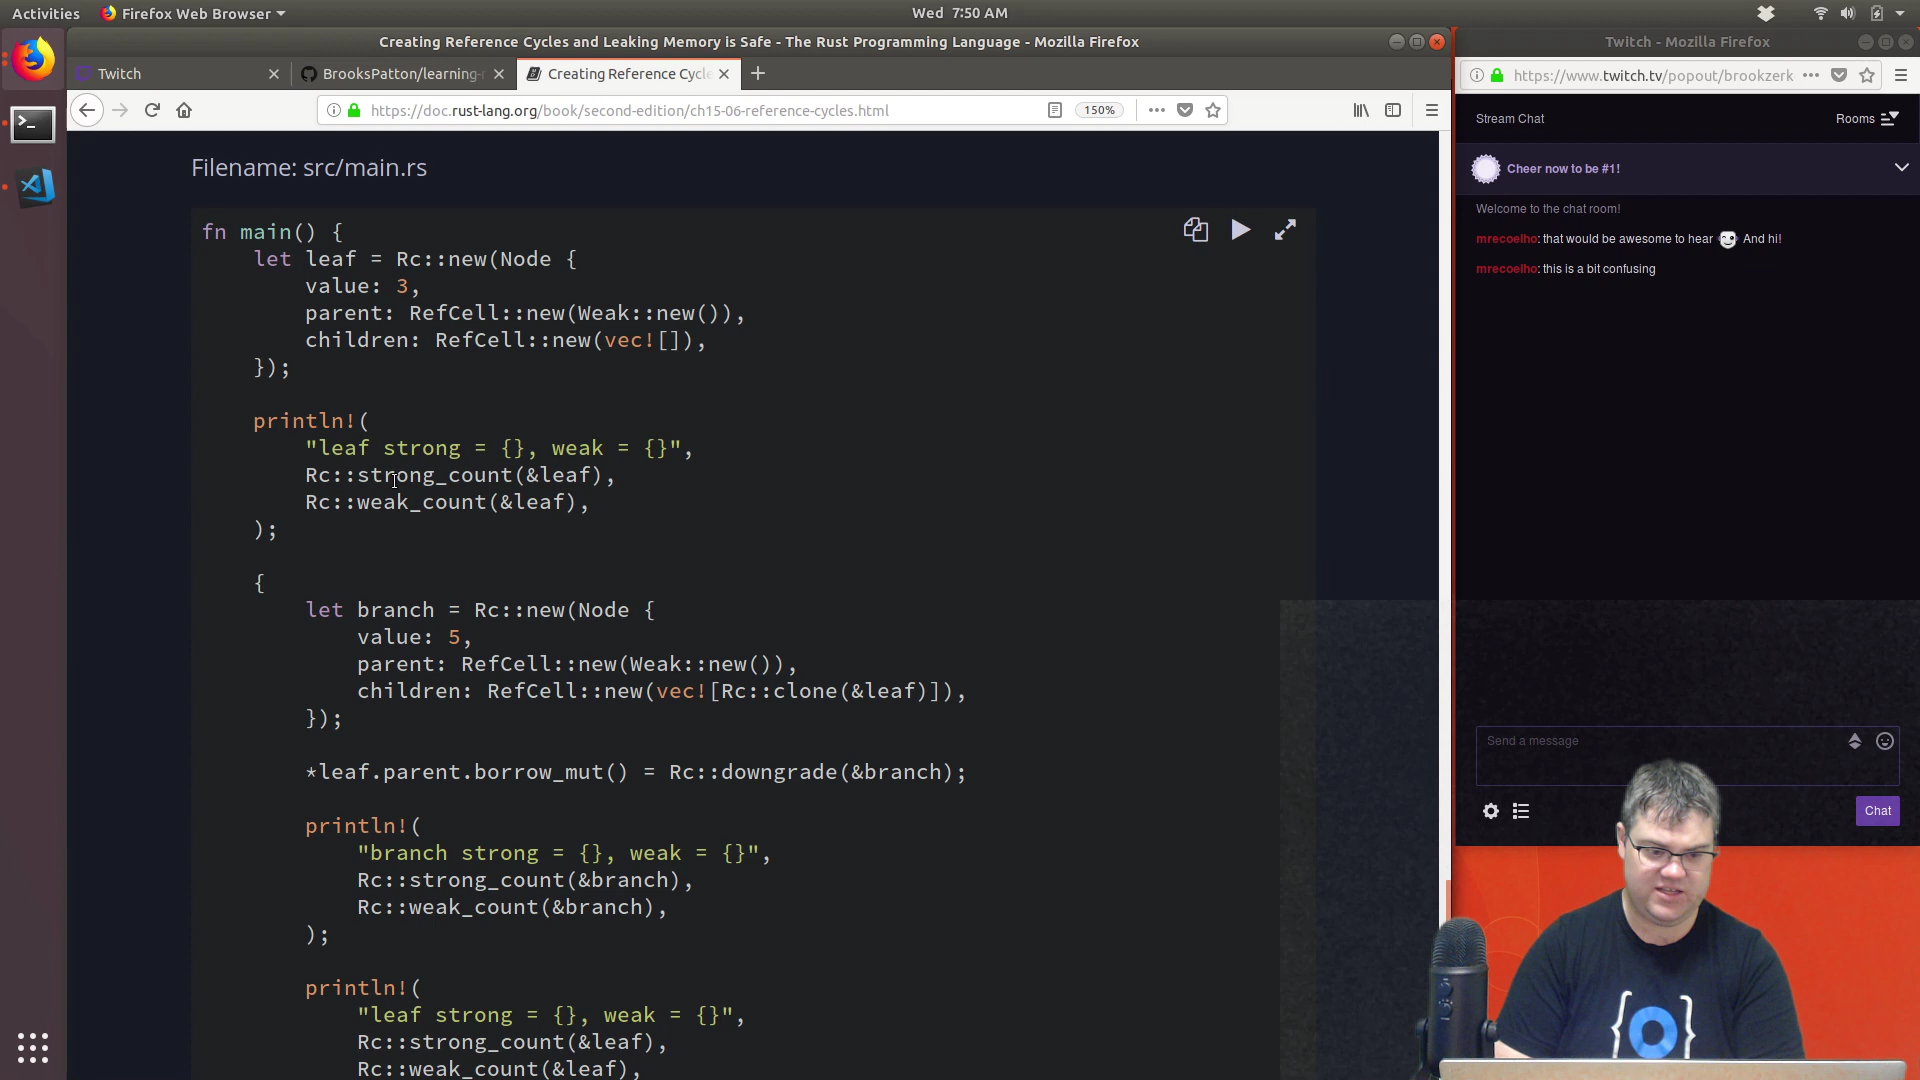 Activities
Firefox Web Browser
Wed 7:50 AM
Creating Reference Cycles and Leaking Memory is Safe - The Rust Programming Language - Mozilla Firefox
Twitch - Mozilla Firefox
Twitch
BrooksPatton/learning-r
Creating Reference Cycle
https://doc.rust-lang.org/book/second-edition/ch15-06-reference-cycles.html
150%
https://www.twitch.tv/popout/brookzerk
Stream Chat
Rooms
Cheer now to be #1!
Welcome to the chat room!
mrecoelho: that would be awesome to hear And hi!
mrecoelho: this is a bit confusing
Send a message
Chat
Filename: src/main.rs
fn main() {
let leaf = Rc::new(Node {
value: 3,
parent: RefCell::new(Weak::new()),
children: RefCell::new(vec![]),
});
println!(
"leaf strong = {}, weak = {}",
Rc::strong_count(&leaf),
Rc::weak_count(&leaf),
);
{
let branch = Rc::new(Node {
value: 5,
parent: RefCell::new(Weak::new()),
children: RefCell::new(vec![Rc::clone(&leaf)]),
});
*leaf.parent.borrow_mut() = Rc::downgrade(&branch);
println!(
"branch strong = {}, weak = {}",
Rc::strong_count(&branch),
Rc::weak_count(&branch),
);
println!(
"leaf strong = {}, weak = {}",
Rc::strong_count(&leaf),
Rc::weak_count(&leaf),